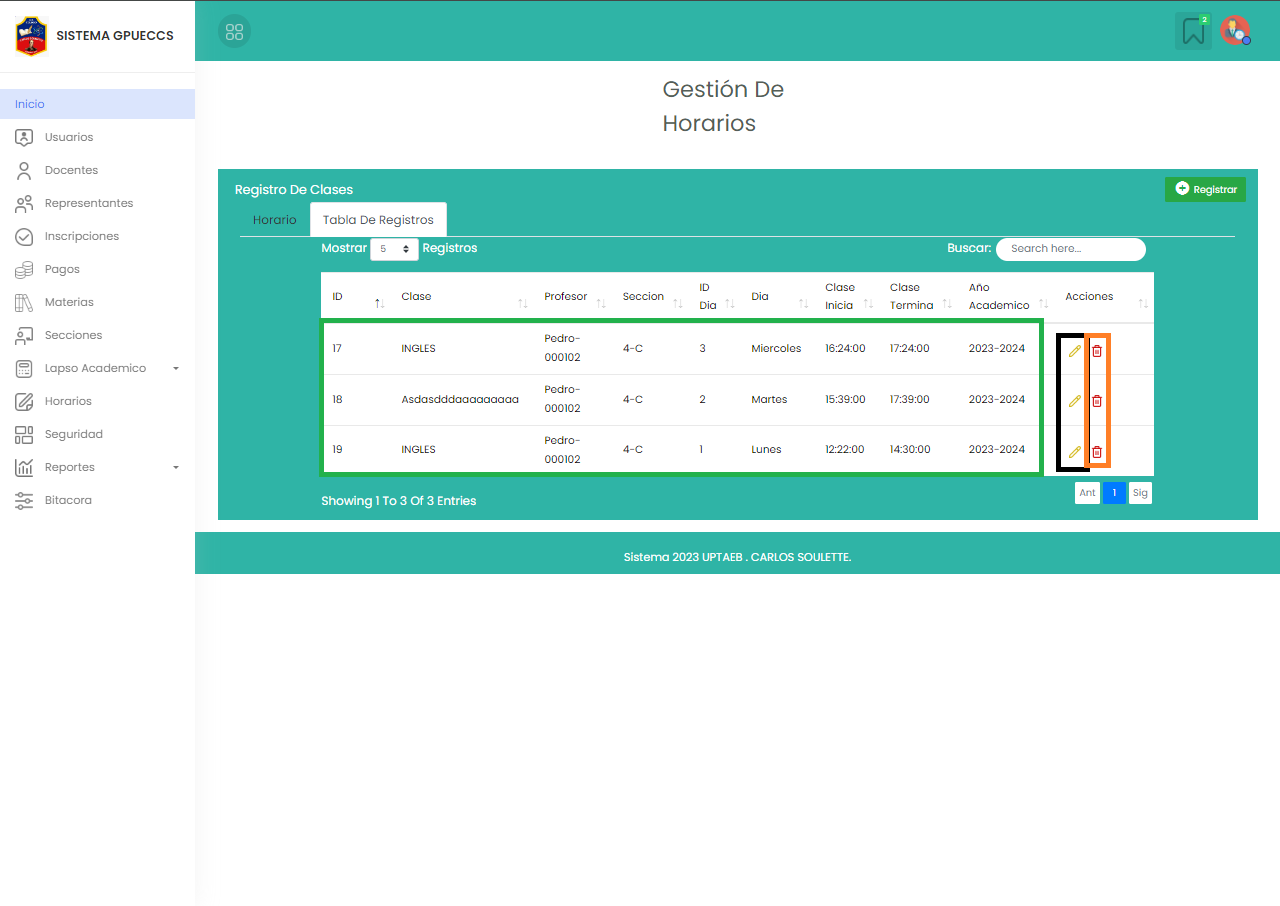 SISTEMA GPUECCS
2
Inicio
Usuarios
Docentes
Representantes
Inscripciones
Pagos
Materias
Secciones
Lapso Academico
Horarios
Seguridad
Reportes
Bitacora
Gestión De
Horarios
Registro De Clases
Registrar
Horario Tabla De Registros
Mostrar 5 Registros Buscar: Search here...
ID Clase Profesor Seccion ID Dia Dia Clase Inicia Clase Termina Año Academico Acciones
17 INGLES Pedro-000102 4-C 3 Miercoles 16:24:00 17:24:00 2023-2024
18 Asdasdddaaaaaaaaa Pedro-000102 4-C 2 Martes 15:39:00 17:39:00 2023-2024
19 INGLES Pedro-000102 4-C 1 Lunes 12:22:00 14:30:00 2023-2024
Showing 1 To 3 Of 3 Entries
Ant 1 Sig
Sistema 2023 UPTAEB . CARLOS SOULETTE.